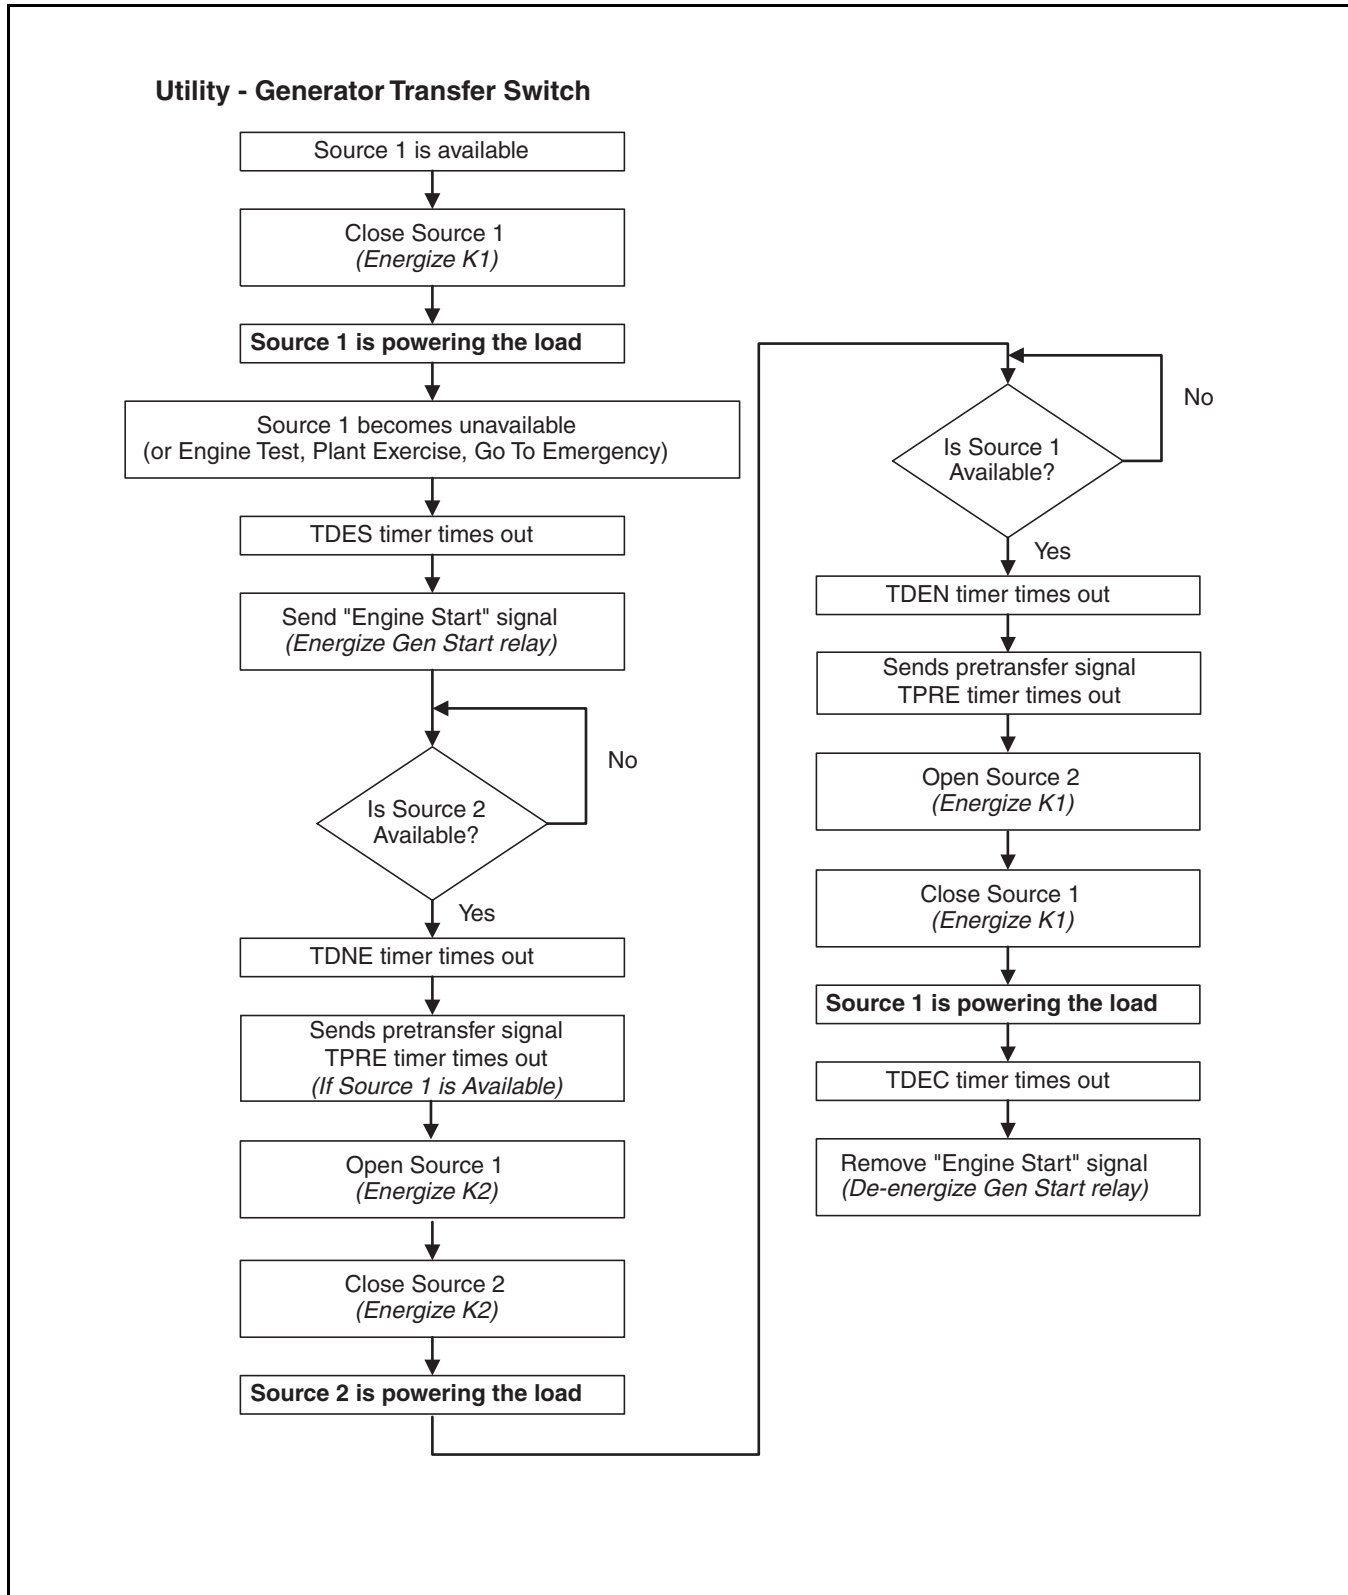 Utility - Generator Transfer Switch
Source 1 is available
Close Source 1
(Energize K1)
Source 1 is powering the load
Source 1 becomes unavailable
(or Engine Test, Plant Exercise, Go To Emergency)
TDES timer times out
Send "Engine Start" signal
(Energize Gen Start relay)
No
Is Source 2
Available?
Yes
TDNE timer times out
Sends pretransfer signal
TPRE timer times out
(If Source 1 is Available)
Open Source 1
(Energize K2)
Close Source 2
(Energize K2)
Source 2 is powering the load
No
Is Source 1
Available?
Yes
TDEN timer times out
Sends pretransfer signal
TPRE timer times out
Open Source 2
(Energize K1)
Close Source 1
(Energize K1)
Source 1 is powering the load
TDEC timer times out
Remove "Engine Start" signal
(De-energize Gen Start relay)